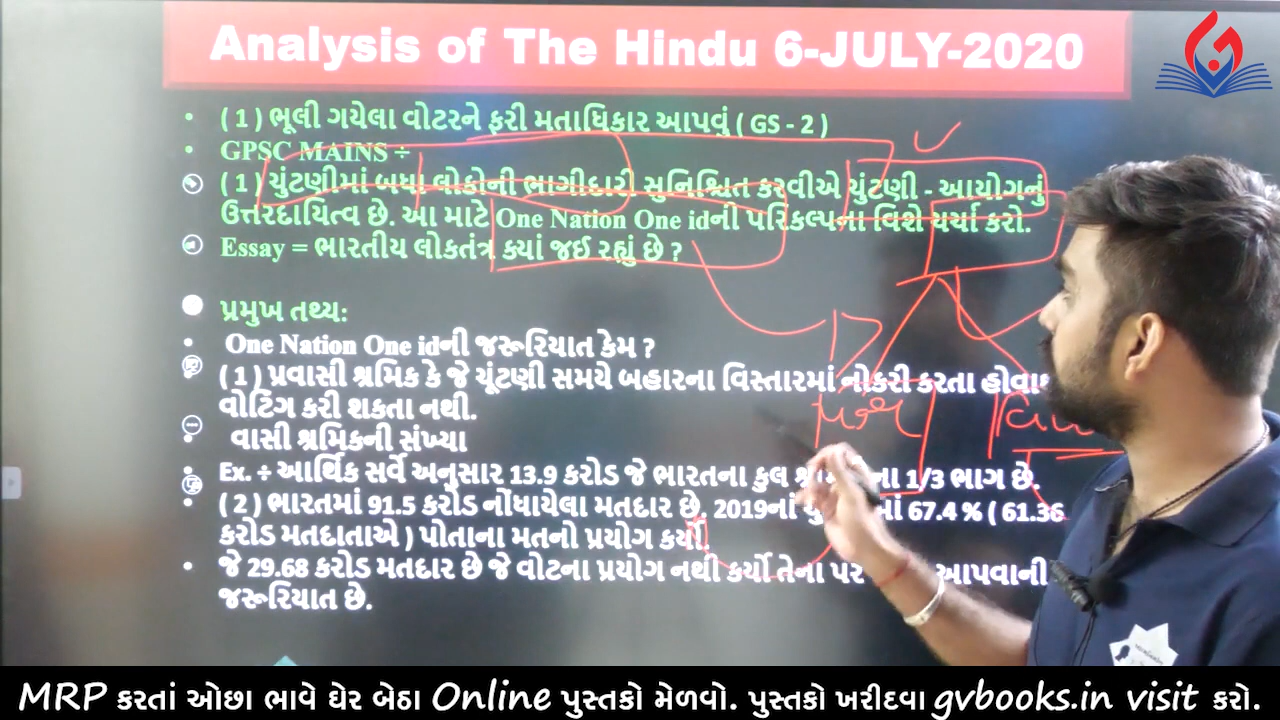 Analysis of The Hindu 6-JULY-2020
• ( 1 ) ભૂલી ગયેલા વોટરને ફરી મતાધિકાર આપવું ( GS - 2 )
• GPSC MAINS ÷
( 1 ) ચુંટણીમાં બધા લોકોની ભાગીદારી સુનિશ્ચિત કરવીએ ચુંટણી - આયોગનું
ઉત્તરદાયિત્વ છે. આ માટે One Nation One idની પરિકલ્પના વિશે ચર્ચા કરો.
Essay = ભારતીય લોકતંત્ર ક્યાં જઈ રહ્યું છે ?
પ્રમુખ તથ્યઃ
• One Nation One idની જરૂરિયાત કેમ ?
( 1 ) પ્રવાસી શ્રમિક કે જે ચૂંટણી સમયે બહારના વિસ્તારમાં નોકરી કરતા
વોટિંગ કરી શકતા નથી.
વાસી શ્રમિકની સંખ્યા
• Ex. ÷ આર્થિક સર્વે અનુસાર 13.9 કરોડ જે ભારતના કુલ 1/3 ભાગ છે.
• ( 2 ) ભારતમાં 91.5 કરોડ નોંધાયેલા મતદાર છે. 2019નાં 67.4 % ( 61.36
કરોડ મતદાતાએ ) પોતાના મતનો પ્રયોગ કર્યો.
• જે 29.68 કરોડ મતદાર છે જે વોટના પ્રયોગ નથી કર્યો તેના પર આપવાની
જરૂરિયાત છે.
MRP કરતાં ઓછા ભાવે ઘેર બેઠા Online પુસ્તકો મેળવો. પુસ્તકો ખરીદવા gvbooks.in visit કરો.